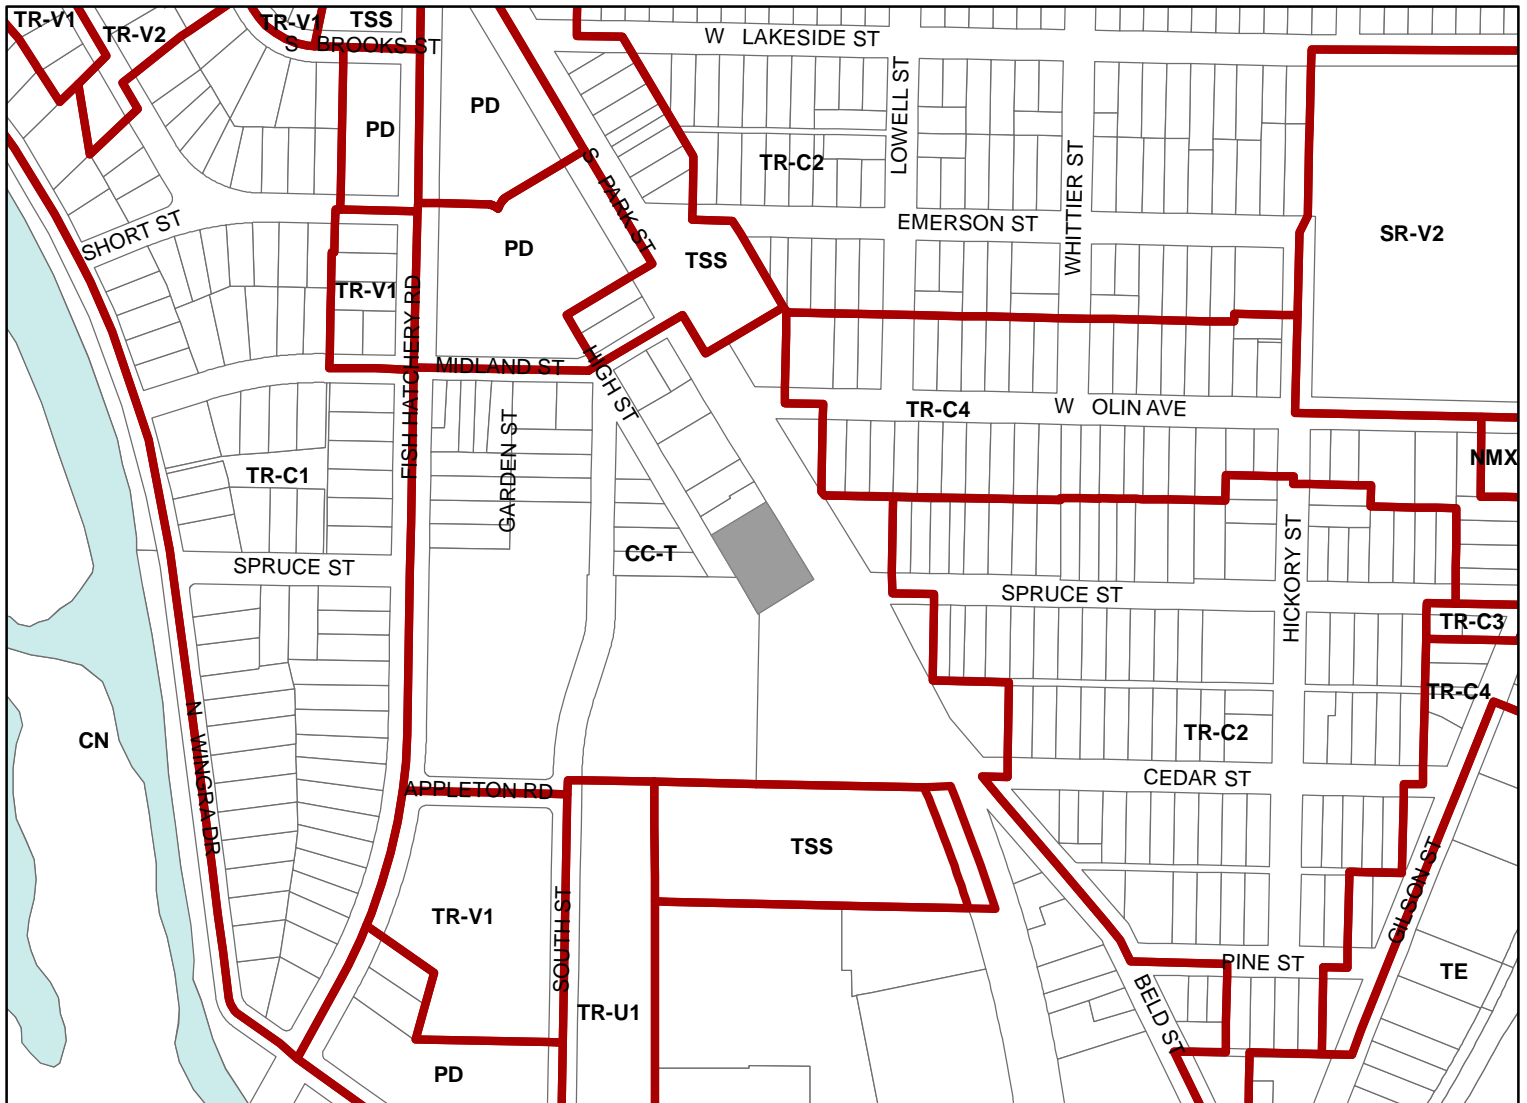 TR-V1
TR-V2
TR-V1
TSS
S BROOKS ST
W LAKESIDE ST
PD
PD
LOWELL ST
TR-C2
WHITTIER ST
S PARK ST
SHORT ST
EMERSON ST
SR-V2
PD
TSS
TR-V1
FISH HATCHERY RD
MIDLAND ST
HIGH ST
TR-C4
W OLIN AVE
GARDEN ST
TR-C1
NMX
CC-T
SPRUCE ST
HICKORY ST
SPRUCE ST
TR-C3
TR-C4
CN
N WINGRA DR
TR-C2
CEDAR ST
APPLETON RD
TSS
GILSON ST
TR-V1
SOUTH ST
PINE ST
TE
BELD ST
TR-U1
PD